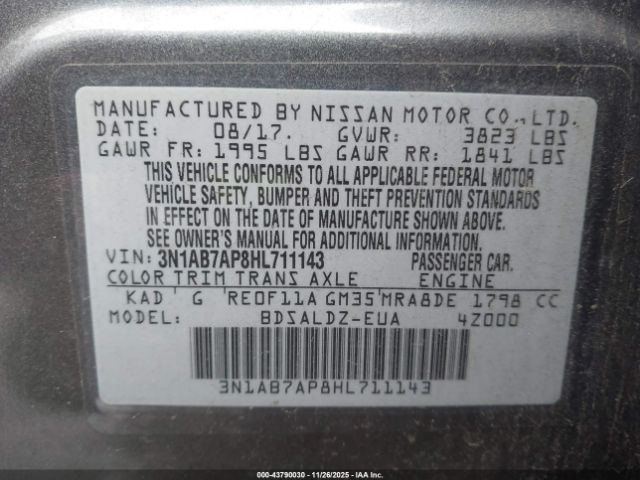 MANUFACTURED BY NISSAN MOTOR CO., LTD.
DATE: 08/17. GVWR: 3823 LBS
GAWR FR: 1995 LBS GAWR RR: 1841 LBS
THIS VEHICLE CONFORMS TO ALL APPLICABLE FEDERAL MOTOR
VEHICLE SAFETY, BUMPER AND THEFT PREVENTION STANDARDS
IN EFFECT ON THE DATE OF MANUFACTURE SHOWN ABOVE.
SEE OWNER'S MANUAL FOR ADDITIONAL INFORMATION.
VIN: 3N1AB7AP8HL711143 PASSENGER CAR.
COLOR TRIM TRANS AXLE ENGINE
KAD G RE0F11A GM35 MRA8DE 1798 CC
MODEL: BDSALDZ-EUA 4Z000
3N1AB7AP8HL711143
000-43790030 | 11/26/2025 | IAA Inc.